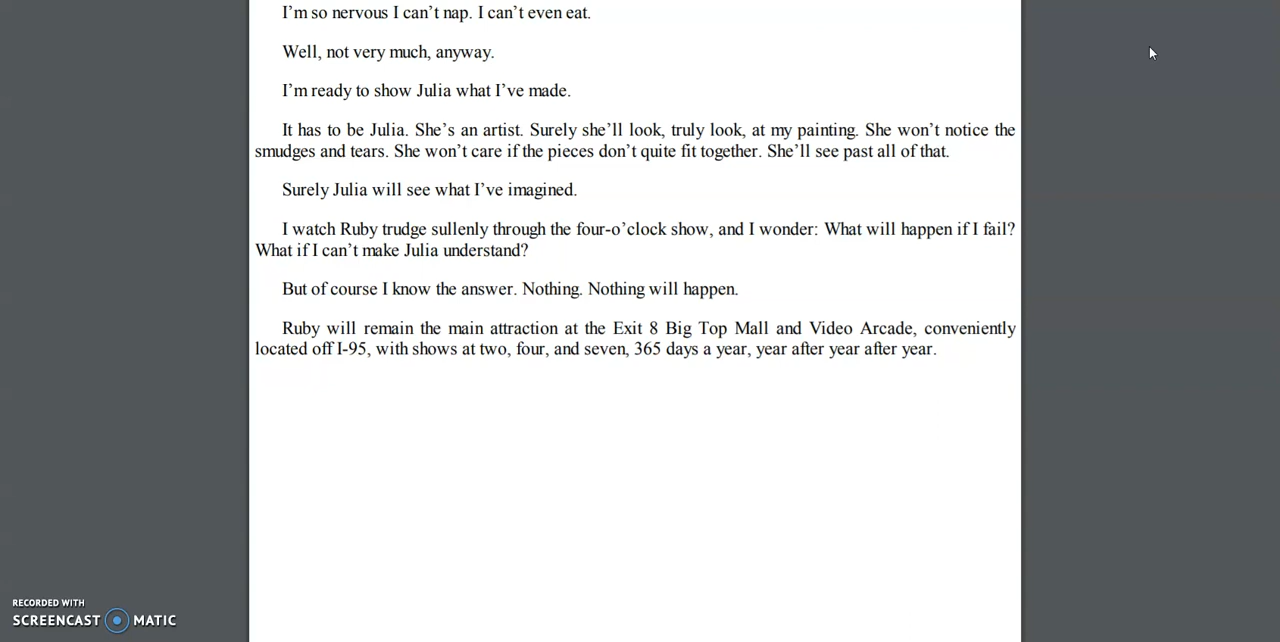 I’m so nervous I can’t nap. I can’t even eat.
Well, not very much, anyway.
I’m ready to show Julia what I’ve made.
It has to be Julia. She’s an artist. Surely she’ll look, truly look, at my painting. She won’t notice the
smudges and tears. She won’t care if the pieces don’t quite fit together. She’ll see past all of that.
Surely Julia will see what I’ve imagined.
I watch Ruby trudge sullenly through the four-o’clock show, and I wonder: What will happen if I fail?
What if I can’t make Julia understand?
But of course I know the answer. Nothing. Nothing will happen.
Ruby will remain the main attraction at the Exit 8 Big Top Mall and Video Arcade, conveniently
located off I-95, with shows at two, four, and seven, 365 days a year, year after year after year.
RECORDED WITH
SCREENCAST MATIC